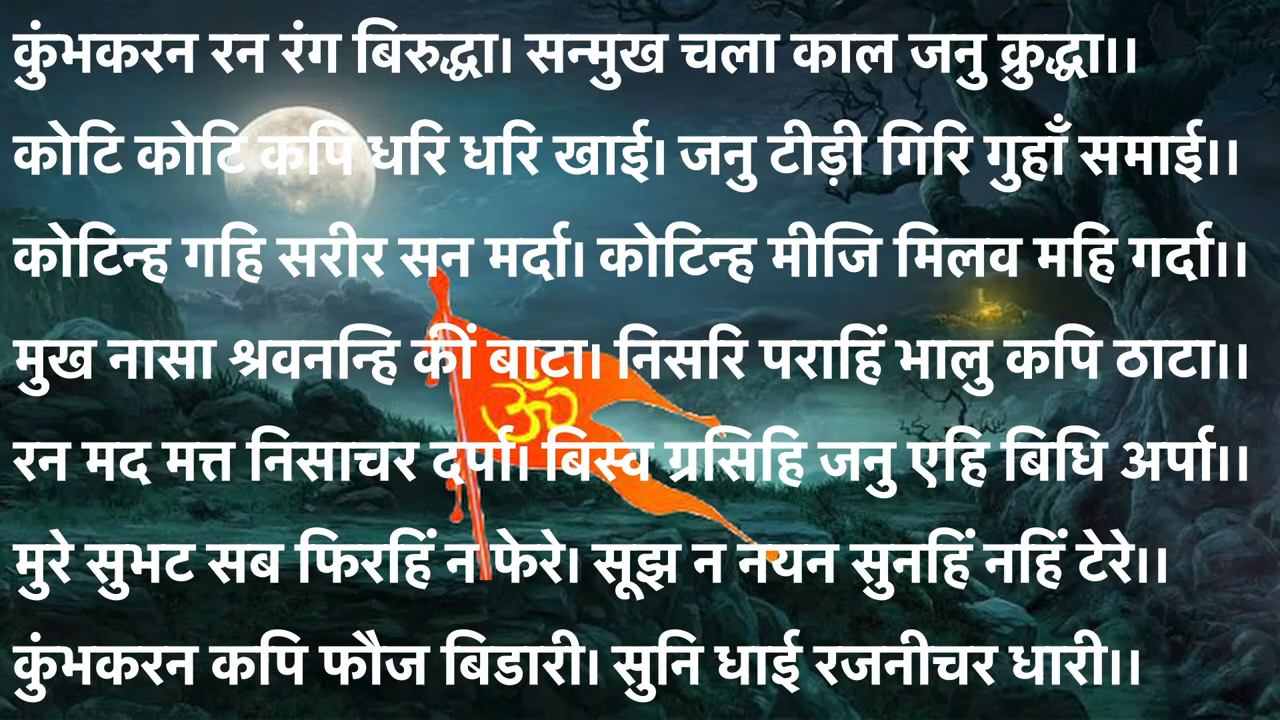 कुंभकरन रन रंग बिरुद्धा। सन्मुख चला काल जनु क्रुद्धा।।
कोटि कोटि कपि धरि धरि खाई। जनु टीड़ी गिरि गुहाँ समाई।।
कोटिन्ह गहि सरीर सन मर्दा। कोटिन्ह मीजि मिलव महि गर्दा।।
मुख नासा श्रवनन्हि कीं बाटा। निसरि पराहिं भालु कपि ठाटा।।
रन मद मत्त निसाचर दर्पा। बिस्व ग्रसिहि जनु एहि बिधि अर्पा।।
मुरे सुभट सब फिरहिं न फेरे। सूझ न नयन सुनहिं नहिं टेरे।।
कुंभकरन कपि फौज बिडारी। सुनि धाई रजनीचर धारी।।
ॐ